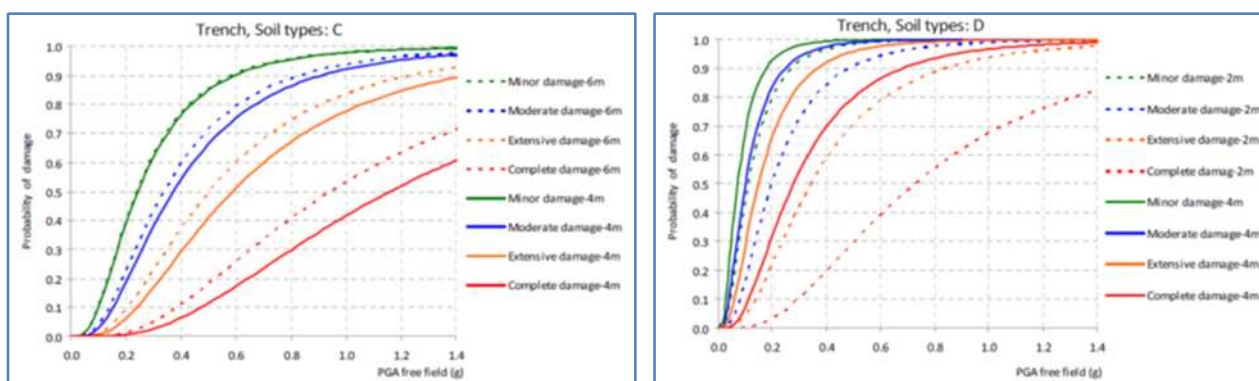 Trench, Soil types: C
Probability of damage
1.0
0.9
0.8
0.7
0.6
0.5
0.4
0.3
0.2
0.1
0.0
0.0 0.2 0.4 0.6 0.8 1.0 1.2 1.4
PGA free field (g)
Minor damage-6m
Moderate damage-6m
Extensive damage-6m
Complete damage-6m
Minor damage-4m
Moderate damage-4m
Extensive damage-4m
Complete damage-4m
Trench, Soil types: D
Probability of damage
1.0
0.9
0.8
0.7
0.6
0.5
0.4
0.3
0.2
0.1
0.0
0.0 0.2 0.4 0.6 0.8 1.0 1.2 1.4
PGA free field (g)
Minor damage-2m
Moderate damage-2m
Extensive damage-2m
Complete damag-2m
Minor damage-4m
Moderate damage-4m
Extensive damage-4m
Complete damage-4m